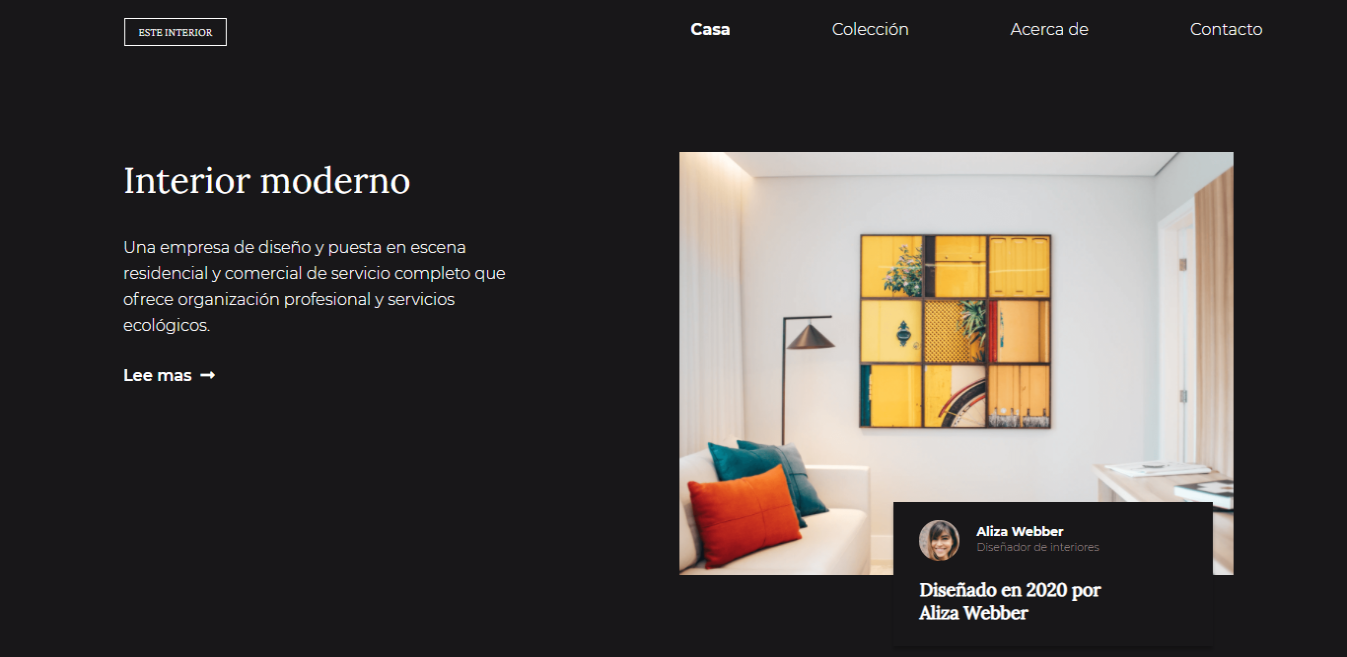 ESTE INTERIOR
Casa
Colección
Acerca de
Contacto
Interior moderno
Una empresa de diseño y puesta en escena
residencial y comercial de servicio completo que
ofrece organización profesional y servicios
ecológicos.
Lee mas →
Aliza Webber
Diseñador de interiores
Diseñado en 2020 por
Aliza Webber